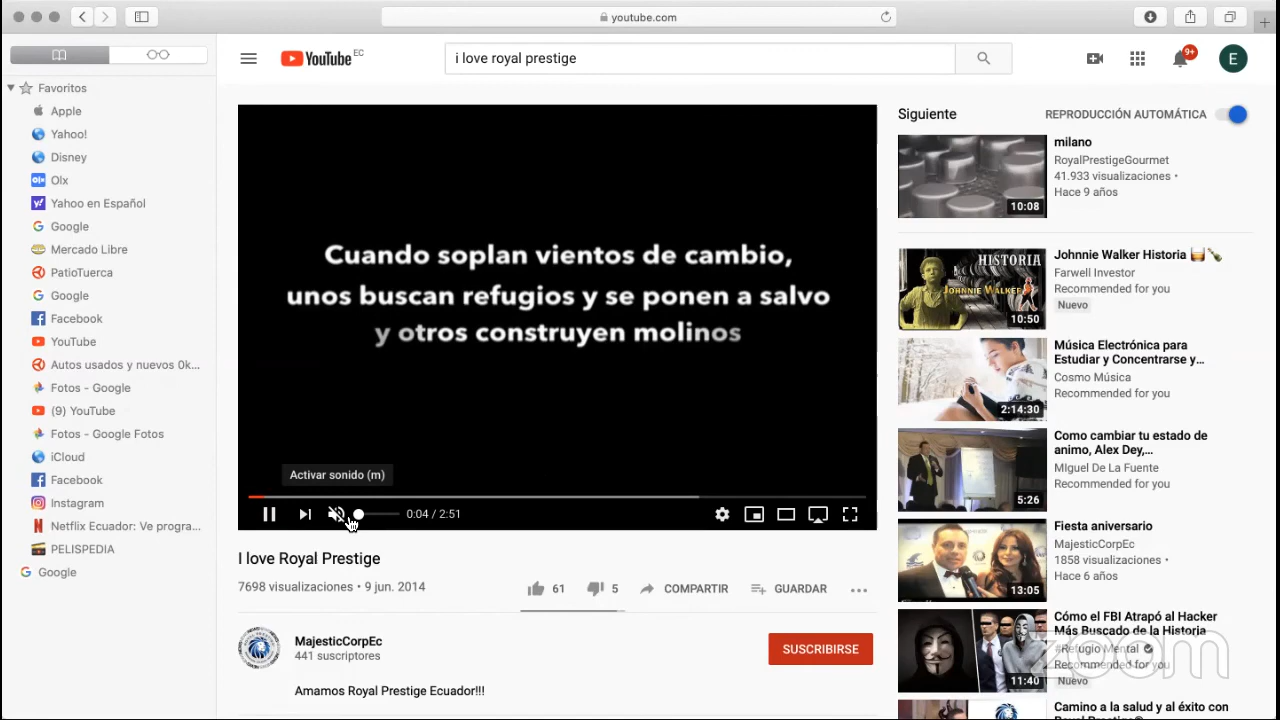 youtube.com
Favoritos
Apple
Yahoo!
Disney
Olx
Yahoo en Español
Google
Mercado Libre
PatioTuerca
Google
Facebook
YouTube
Autos usados y nuevos 0k...
Fotos - Google
(9) YouTube
Fotos - Google Fotos
iCloud
Facebook
Instagram
Netflix Ecuador: Ve progra...
PELISPEDIA
Google
YouTube EC
i love royal prestige
9+
E
Cuando soplan vientos de cambio,
unos buscan refugios y se ponen a salvo
y otros construyen molinos
Activar sonido (m)
0:04 / 2:51
I love Royal Prestige
7698 visualizaciones • 9 jun. 2014
61
5
COMPARTIR
GUARDAR
MajesticCorpEc
441 suscriptores
SUSCRIBIRSE
Amamos Royal Prestige Ecuador!!!
Siguiente
REPRODUCCIÓN AUTOMÁTICA
milano
RoyalPrestigeGourmet
41.933 visualizaciones •
Hace 9 años
10:08
HISTORIA
JOHNNIE WALKER
10:50
Johnnie Walker Historia
Farwell Investor
Recommended for you
Nuevo
Música Electrónica para
Estudiar y Concentrarse y...
Cosmo Música
Recommended for you
2:14:30
Como cambiar tu estado de
animo, Alex Dey,...
MIguel De La Fuente
Recommended for you
5:26
Fiesta aniversario
MajesticCorpEc
1858 visualizaciones •
Hace 6 años
13:05
Cómo el FBI Atrapó al Hacker
Más Buscado de la Historia
#Refugio Mental
Recommended for you
Nuevo
11:40
zoom
Camino a la salud y al éxito con
Royal Prestige®